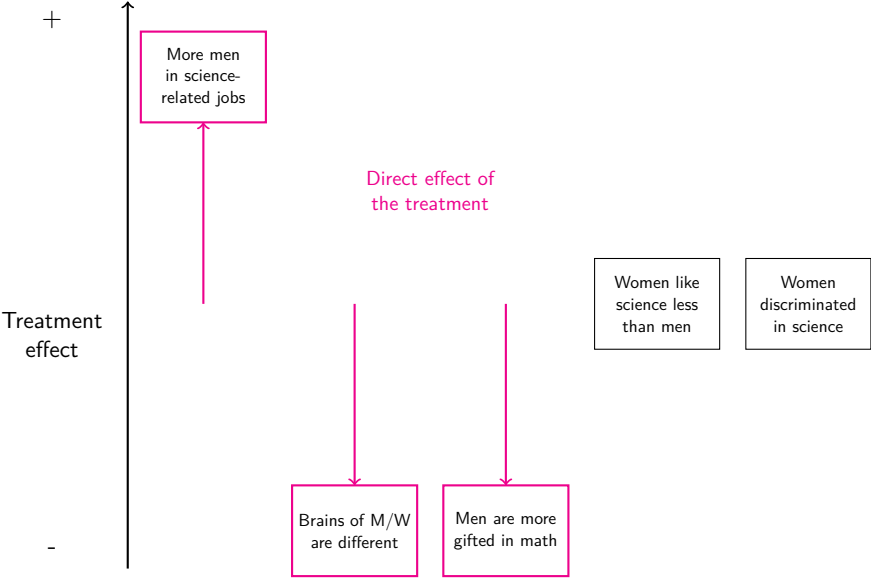 +
More men
in science-
related jobs
Direct effect of
the treatment
Women like
science less
than men
Women
discriminated
in science
Treatment
effect
Brains of M/W
are different
Men are more
gifted in math
-